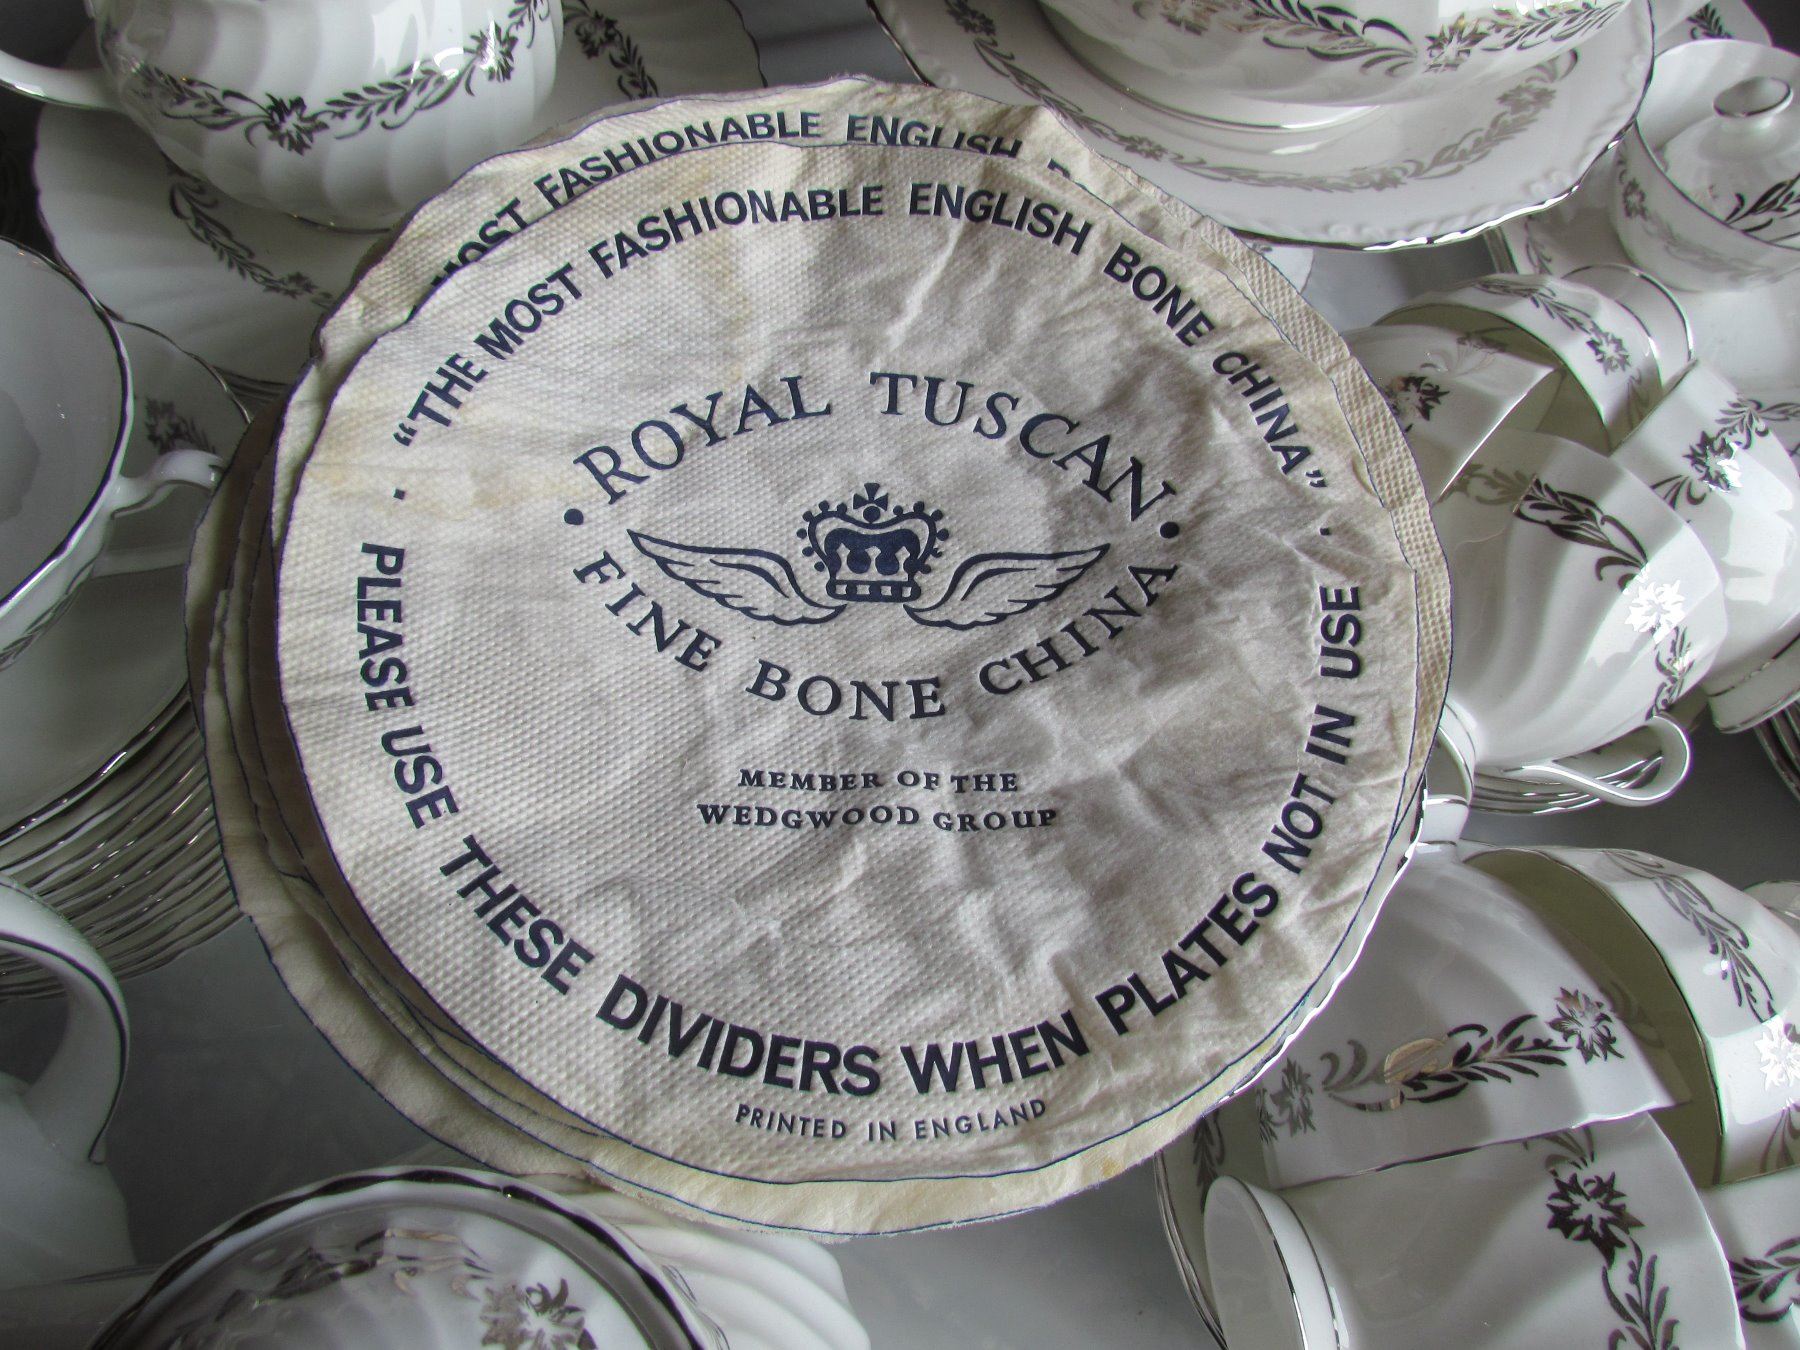 MOST FASHIONABLE ENGLISH
"THE MOST FASHIONABLE ENGLISH BONE CHINA"
· ROYAL TUSCAN ·
FINE BONE CHINA
MEMBER OF THE
WEDGWOOD GROUP
· PLEASE USE THESE DIVIDERS WHEN PLATES NOT IN USE ·
PRINTED IN ENGLAND